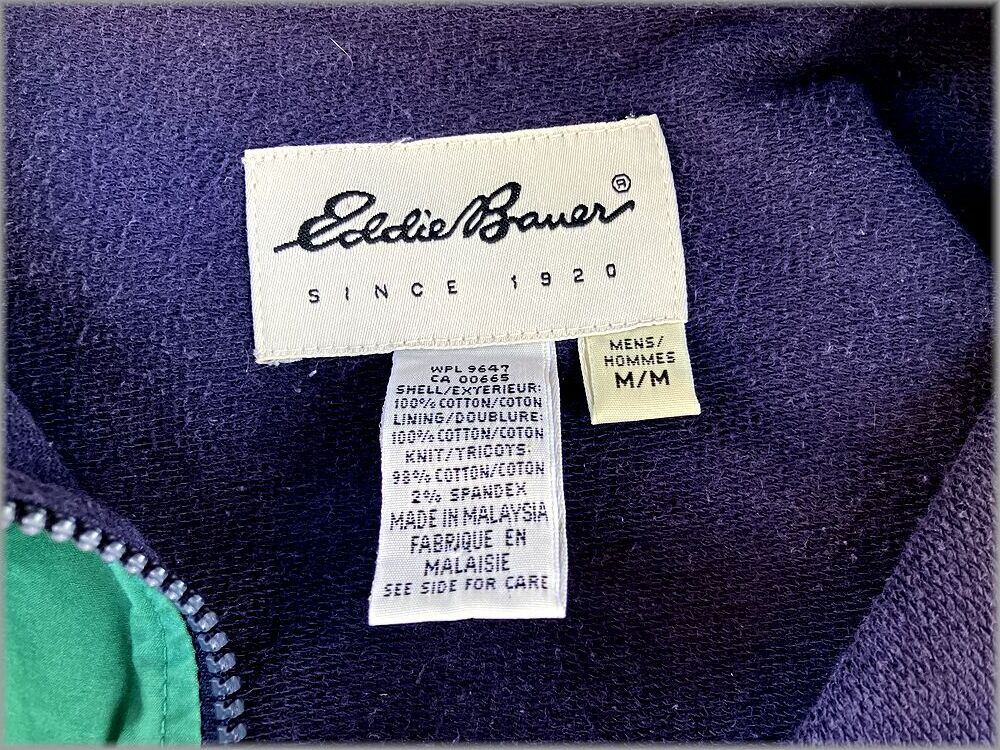 Eddie Bauer®
SINCE 1920
MENS/
HOMMES
M/M
WPL 9647
CA 00665
SHELL/EXTERIEUR:
100% COTTON/COTON
LINING/DOUBLURE:
100% COTTON/COTON
KNIT/TRICOTS:
98% COTTON/COTON
2% SPANDEX
MADE IN MALAYSIA
FABRIQUE EN
MALAISIE
SEE SIDE FOR CARE